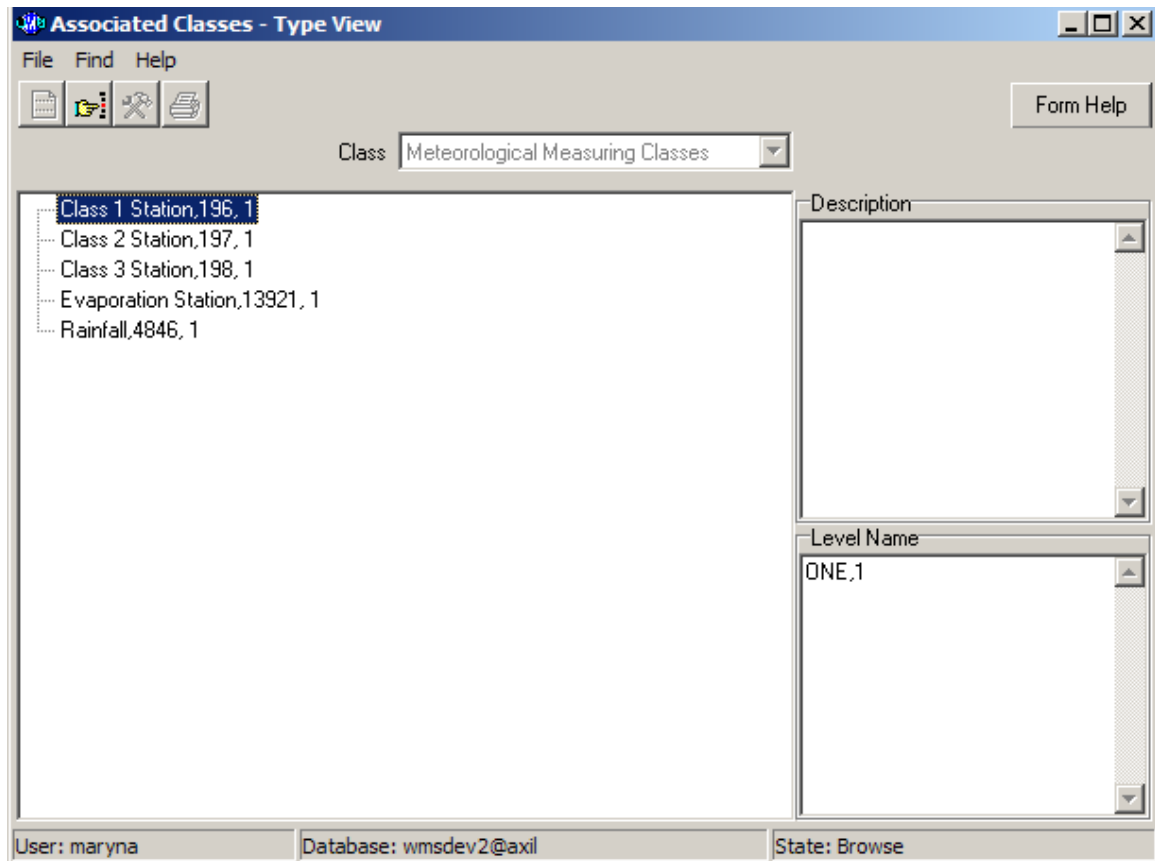 Associated Classes - Type View
File Find Help
Form Help
Class Meteorological Measuring Classes
Class 1 Station,196, 1
Class 2 Station,197, 1
Class 3 Station,198, 1
Evaporation Station,13921, 1
Rainfall,4846, 1
Description
Level Name
ONE,1
User: maryna Database: wmsdev2@axil State: Browse